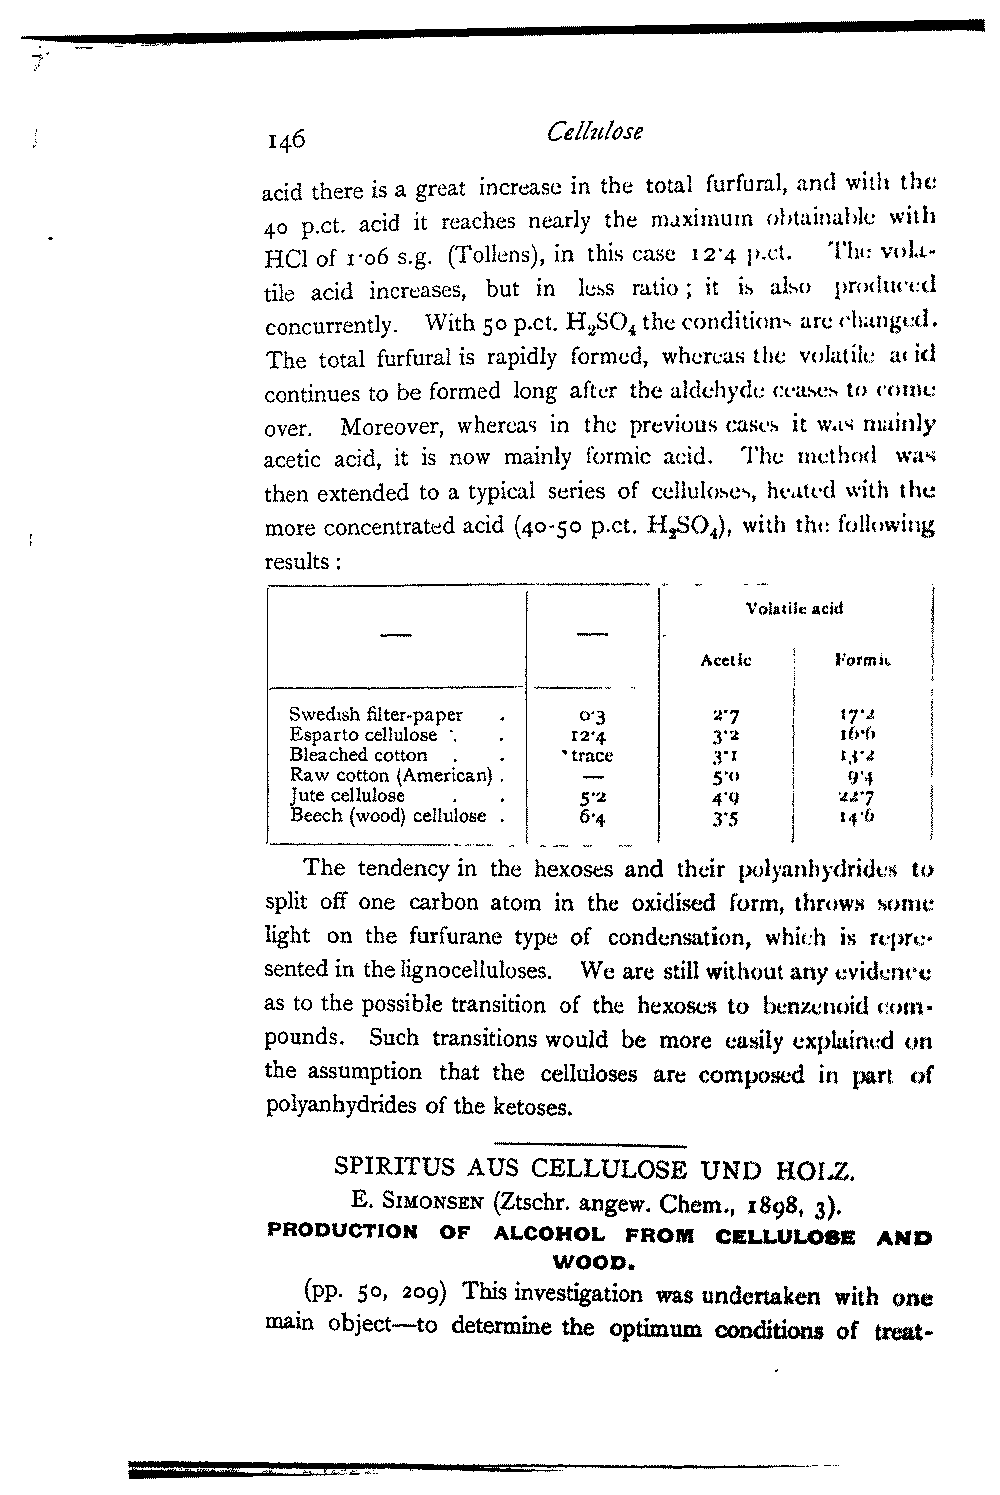 146 Cellulose
acid there is a great increase in the total furfural, and with the
40 p.ct. acid it reaches nearly the maximum obtainable with
HCl of 1·06 s.g. (Tollens), in this case 12·4 p.ct. The vola-
tile acid increases, but in less ratio; it is also produced
concurrently. With 50 p.ct. H₂SO₄ the conditions are changed.
The total furfural is rapidly formed, whereas the volatile acid
continues to be formed long after the aldehyde ceases to come
over. Moreover, whereas in the previous cases it was mainly
acetic acid, it is now mainly formic acid. The method was
then extended to a typical series of celluloses, heated with the
more concentrated acid (40-50 p.ct. H₂SO₄), with the following
results:
Volatile acid
— —
Acetic Formic
Swedish filter-paper . 0·3 2·7 17·2
Esparto cellulose . . 12·4 3·2 16·6
Bleached cotton . . trace 3·1 13·2
Raw cotton (American) . — 5·0 9·4
Jute cellulose . . 5·2 4·9 22·7
Beech (wood) cellulose . 6·4 3·5 14·6
The tendency in the hexoses and their polyanhydrides to
split off one carbon atom in the oxidised form, throws some
light on the furfurane type of condensation, which is repre-
sented in the lignocelluloses. We are still without any evidence
as to the possible transition of the hexoses to benzenoid com-
pounds. Such transitions would be more easily explained on
the assumption that the celluloses are composed in part of
polyanhydrides of the ketoses.
SPIRITUS AUS CELLULOSE UND HOLZ.
E. SIMONSEN (Ztschr. angew. Chem., 1898, 3).
PRODUCTION OF ALCOHOL FROM CELLULOSE AND
WOOD.
(pp. 50, 209) This investigation was undertaken with one
main object—to determine the optimum conditions of treat-